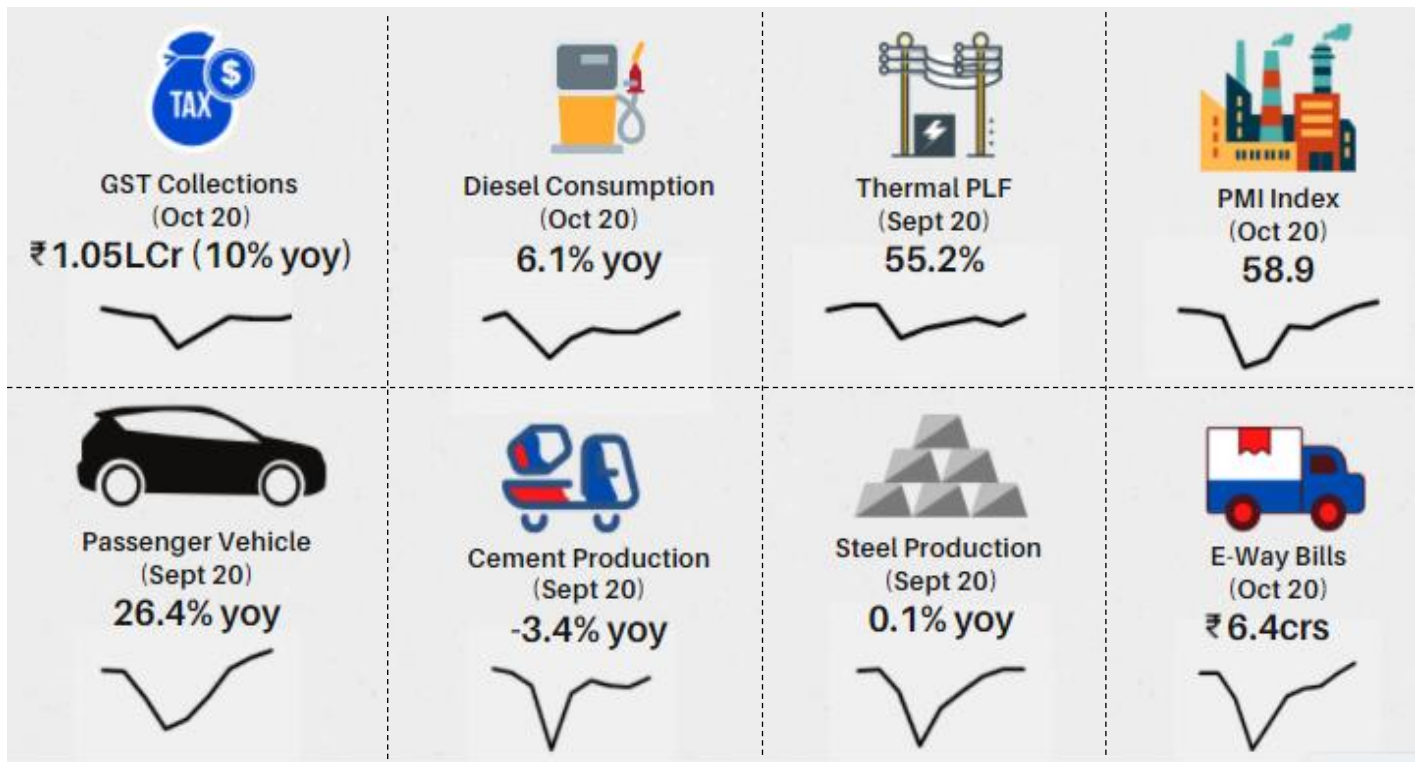 $
TAX
GST Collections
(Oct 20)
₹1.05LCr (10% yoy)
Diesel Consumption
(Oct 20)
6.1% yoy
Thermal PLF
(Sept 20)
55.2%
PMI Index
(Oct 20)
58.9
Passenger Vehicle
(Sept 20)
26.4% yoy
Cement Production
(Sept 20)
-3.4% yoy
Steel Production
(Sept 20)
0.1% yoy
E-Way Bills
(Oct 20)
₹6.4crs